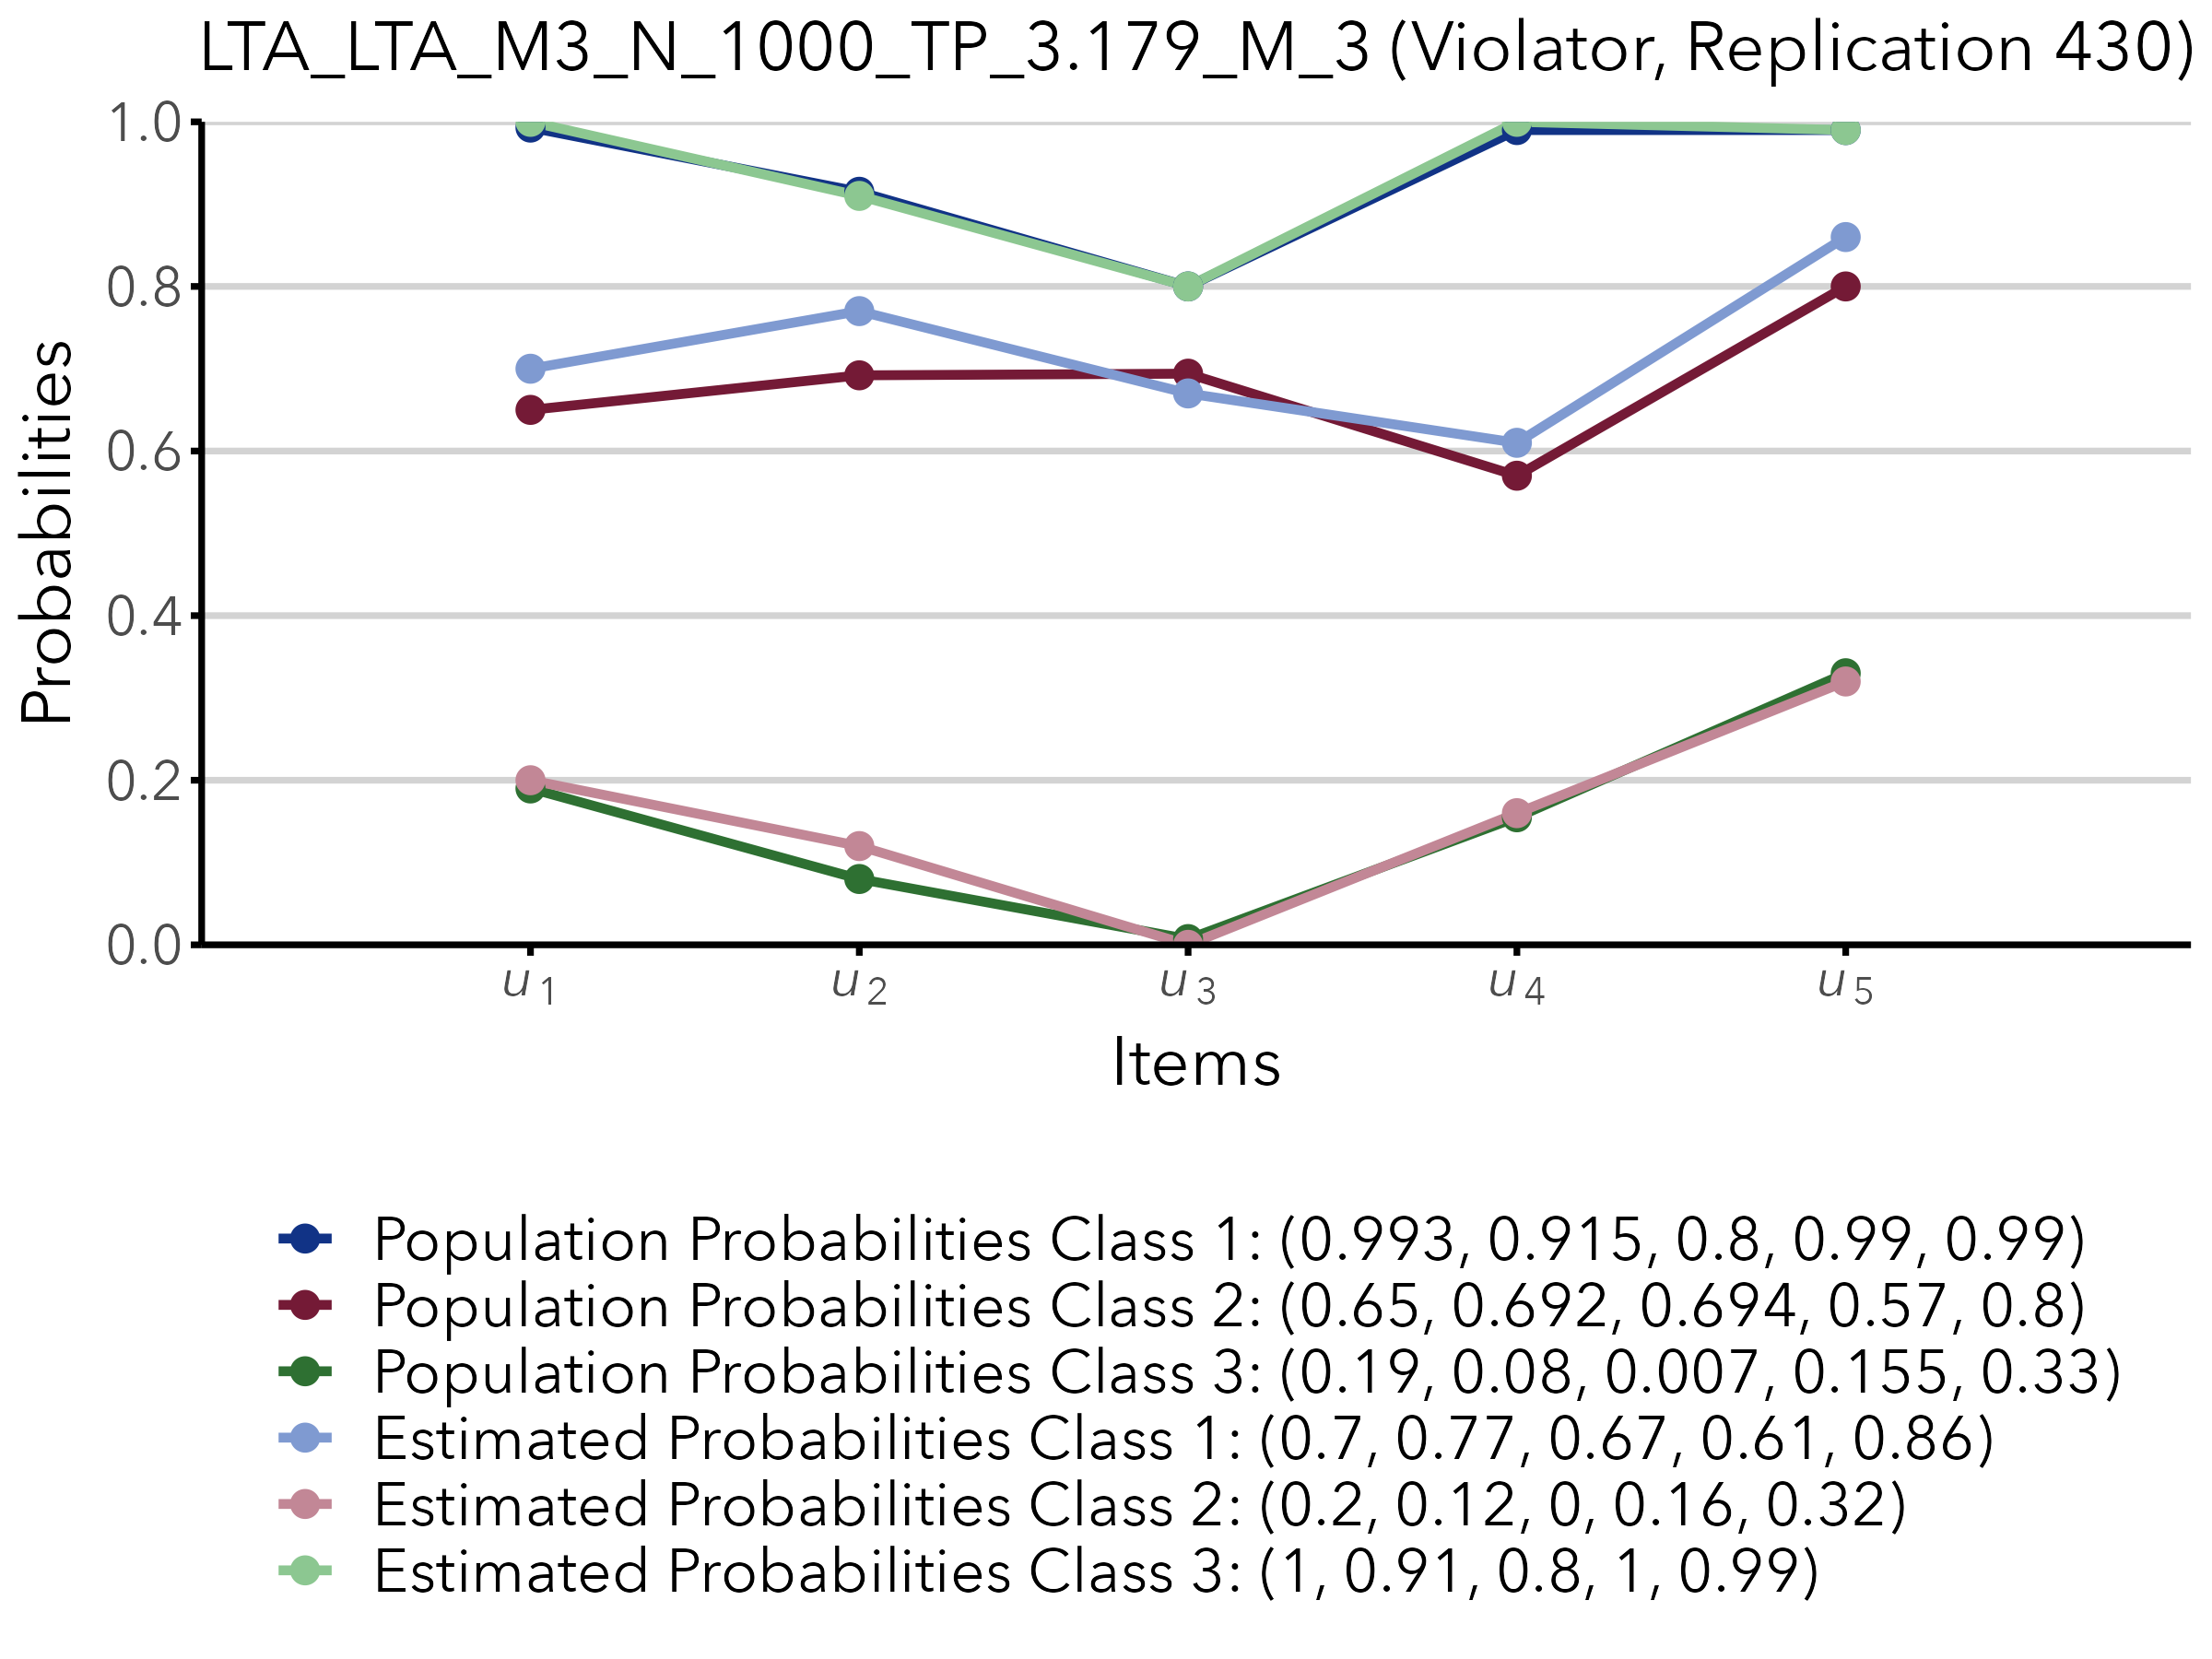 LTA_LTA_M3_N_1000_TP_3.179_M_3 (Violator, Replication 430)
1.0
0.8
0.6
0.4
0.2
0.0
Probabilities
u1 u2 u3 u4 u5
Items
Population Probabilities Class 1: (0.993, 0.915, 0.8, 0.99, 0.99)
Population Probabilities Class 2: (0.65, 0.692, 0.694, 0.57, 0.8)
Population Probabilities Class 3: (0.19, 0.08, 0.007, 0.155, 0.33)
Estimated Probabilities Class 1: (0.7, 0.77, 0.67, 0.61, 0.86)
Estimated Probabilities Class 2: (0.2, 0.12, 0, 0.16, 0.32)
Estimated Probabilities Class 3: (1, 0.91, 0.8, 1, 0.99)